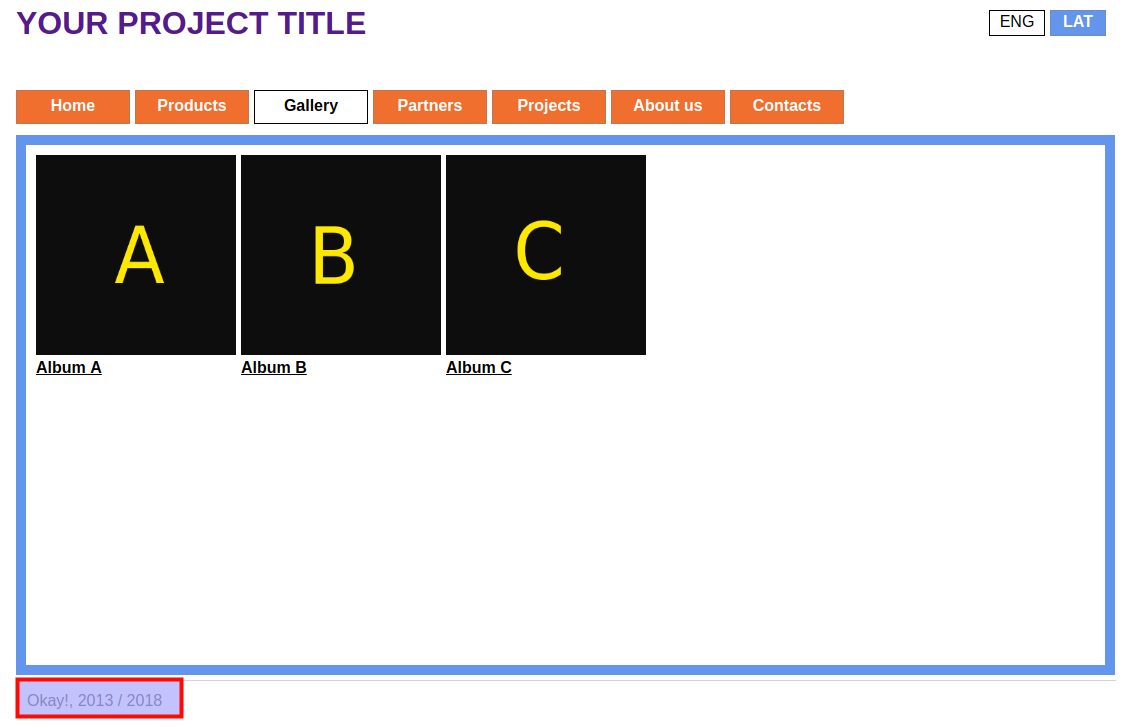 YOUR PROJECT TITLE
ENG LAT
Home Products Gallery Partners Projects About us Contacts
A B C
Album A Album B Album C
Okay!, 2013 / 2018